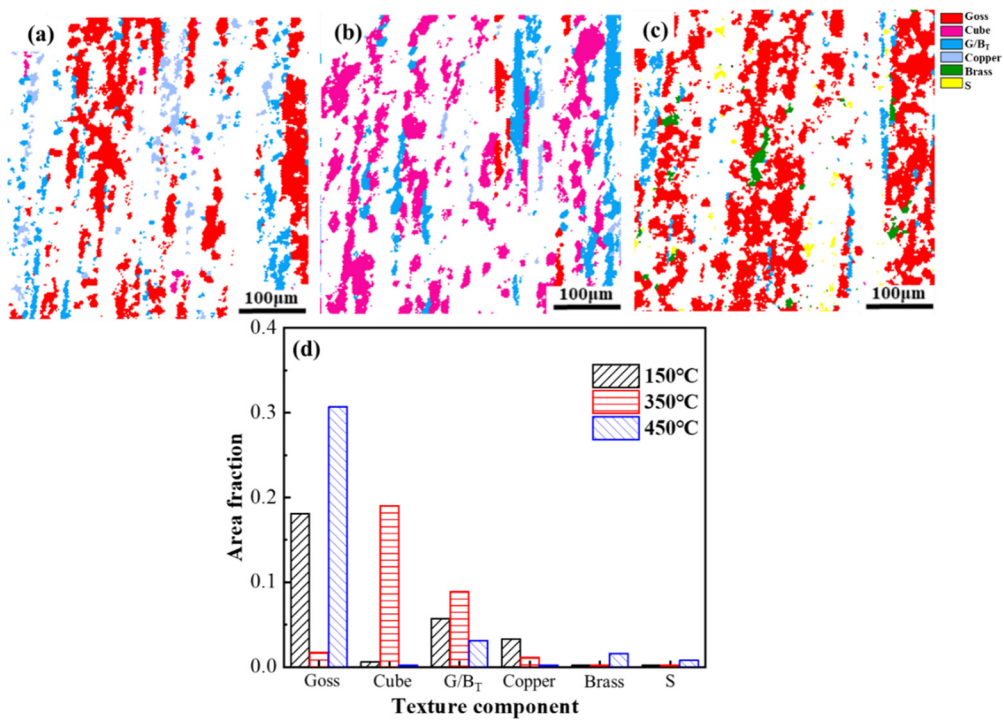 (a)
(b)
(c)
Goss
Cube
G/B_T
Copper
Brass
S
100μm
100μm
100μm
(d)
150°C
350°C
450°C
0.4
0.3
0.2
0.1
0.0
Area fraction
Goss Cube G/B_T Copper Brass S
Texture component